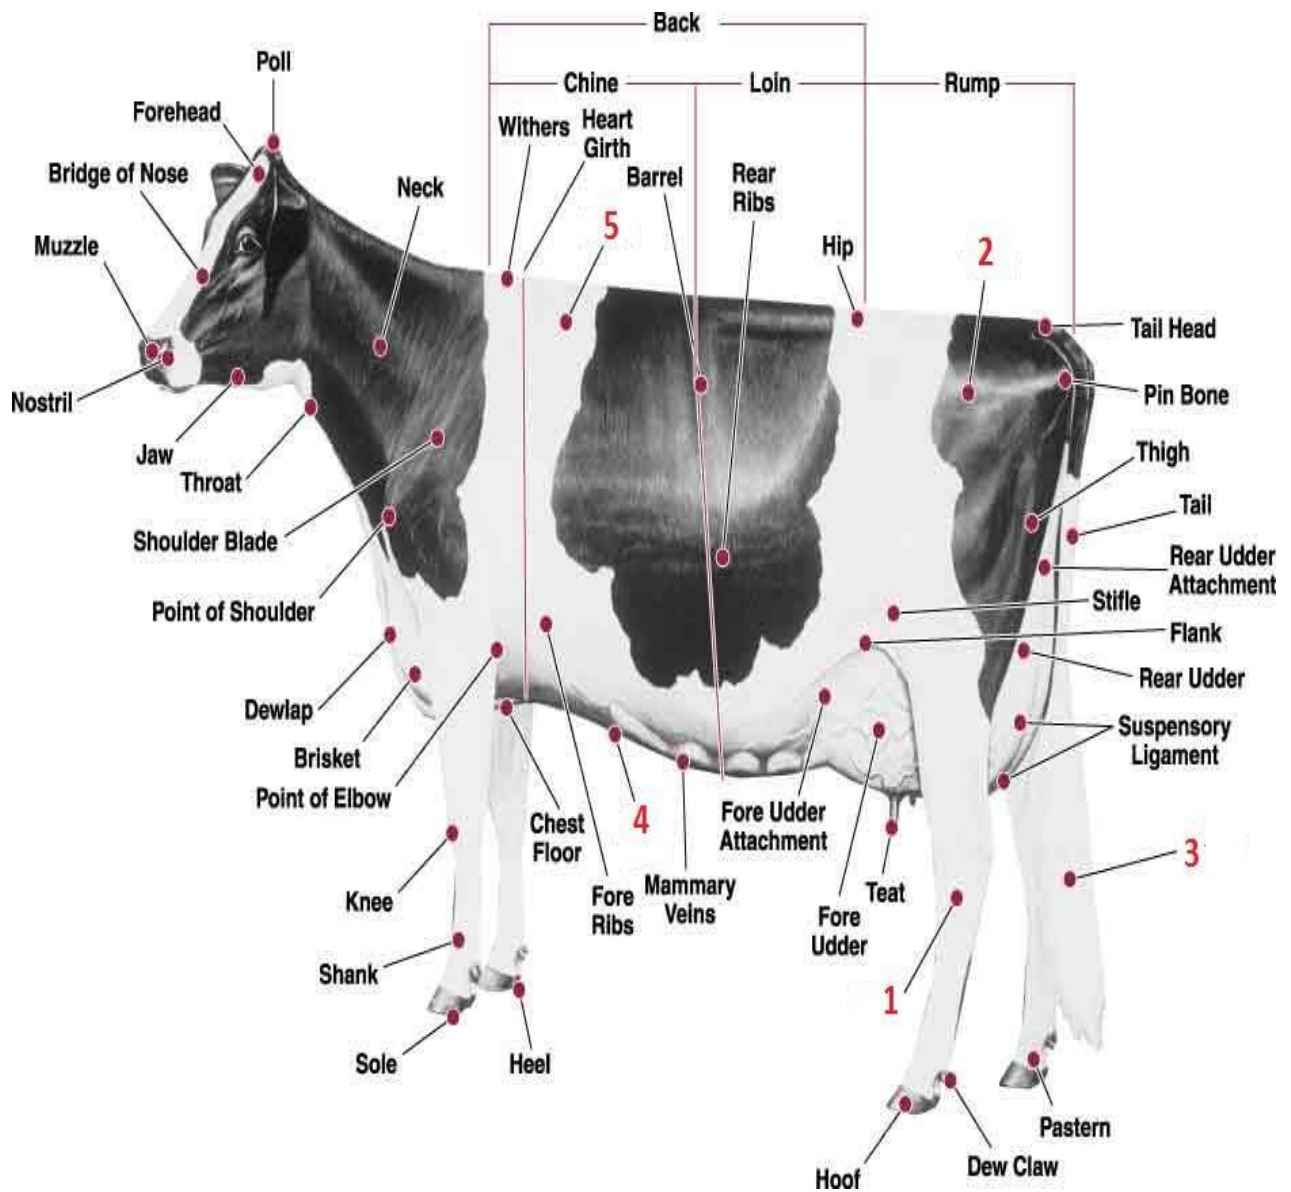 Back
Chine
Loin
Rump
Poll
Forehead
Withers
Heart
Girth
Bridge of Nose
Neck
Barrel
Rear
Ribs
5
Muzzle
Hip
2
Tail Head
Nostril
Pin Bone
Jaw
Throat
Thigh
Shoulder Blade
Tail
Rear Udder
Attachment
Point of Shoulder
Stifle
Flank
Dewlap
Rear Udder
Brisket
Suspensory
Ligament
Point of Elbow
Chest
Floor
4
Fore Udder
Attachment
3
Knee
Fore
Ribs
Mammary
Veins
Teat
Fore
Udder
Shank
1
Sole
Heel
Pastern
Hoof
Dew Claw